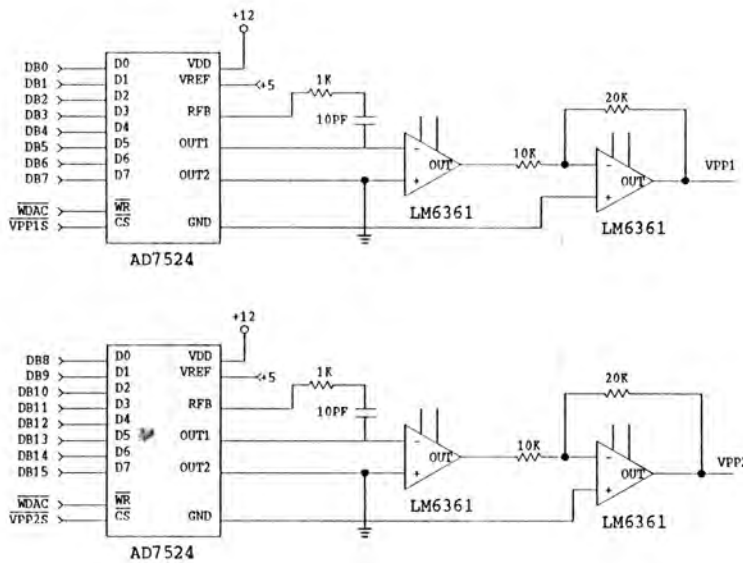 +12
DB0 D0 VDD
DB1 D1 VREF +5
DB2 D2
DB3 D3 RFB 1K
DB4 D4 10PF 20K
DB5 D5 OUT1
DB6 D6 - OUT 10K
DB7 D7 OUT2 + - OUT VPP1
LM6361 +
WDAC WR
VPP1S CS GND LM6361
AD7524
+12
DB8 D0 VDD
DB9 D1 VREF +5
DB10 D2 1K
DB11 D3 RFB 20K
DB12 D4 10PF
DB13 D5 OUT1
DB14 D6 - OUT 10K
DB15 D7 OUT2 + - OUT VPP2
LM6361 +
WDAC WR
VPP2S CS GND LM6361
AD7524